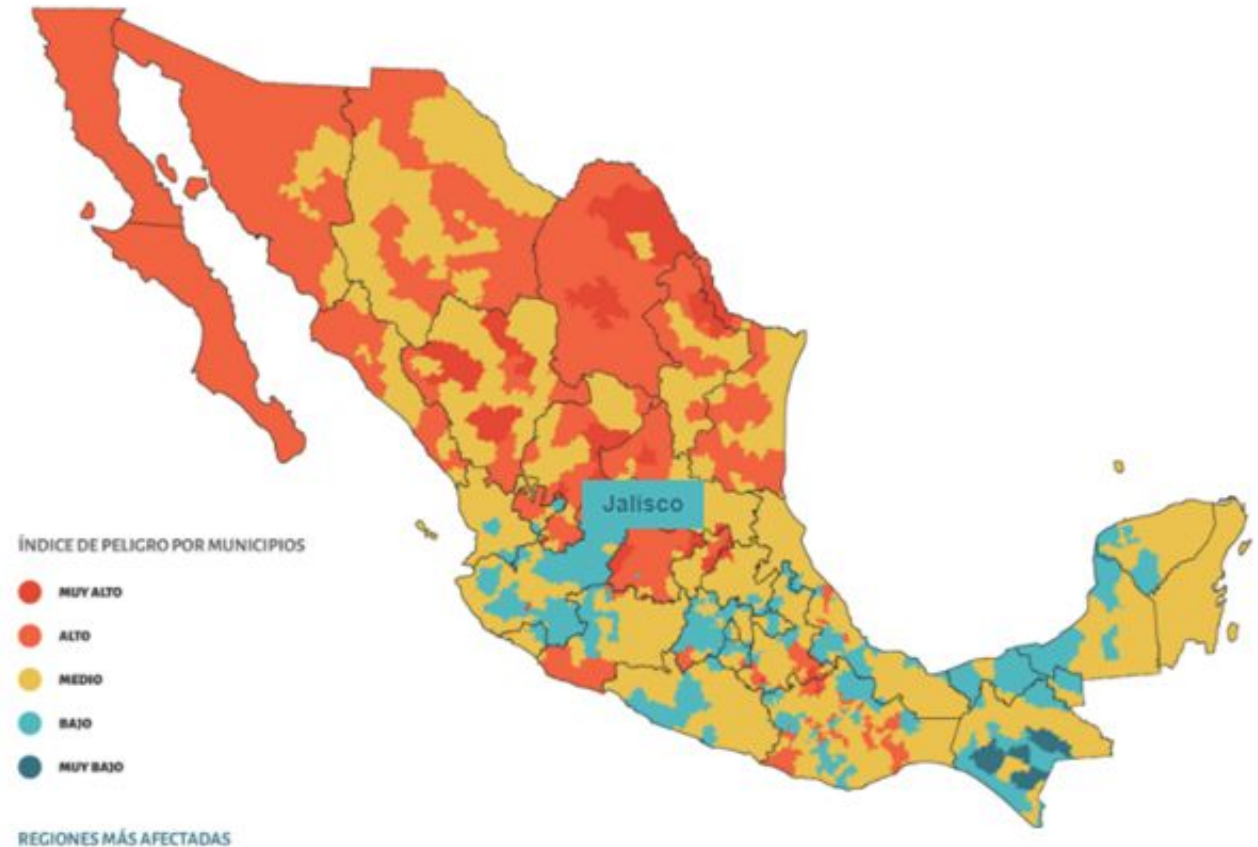 Jalisco
ÍNDICE DE PELIGRO POR MUNICIPIOS
MUY ALTO
ALTO
MEDIO
BAJO
MUY BAJO
REGIONES MÁS AFECTADAS